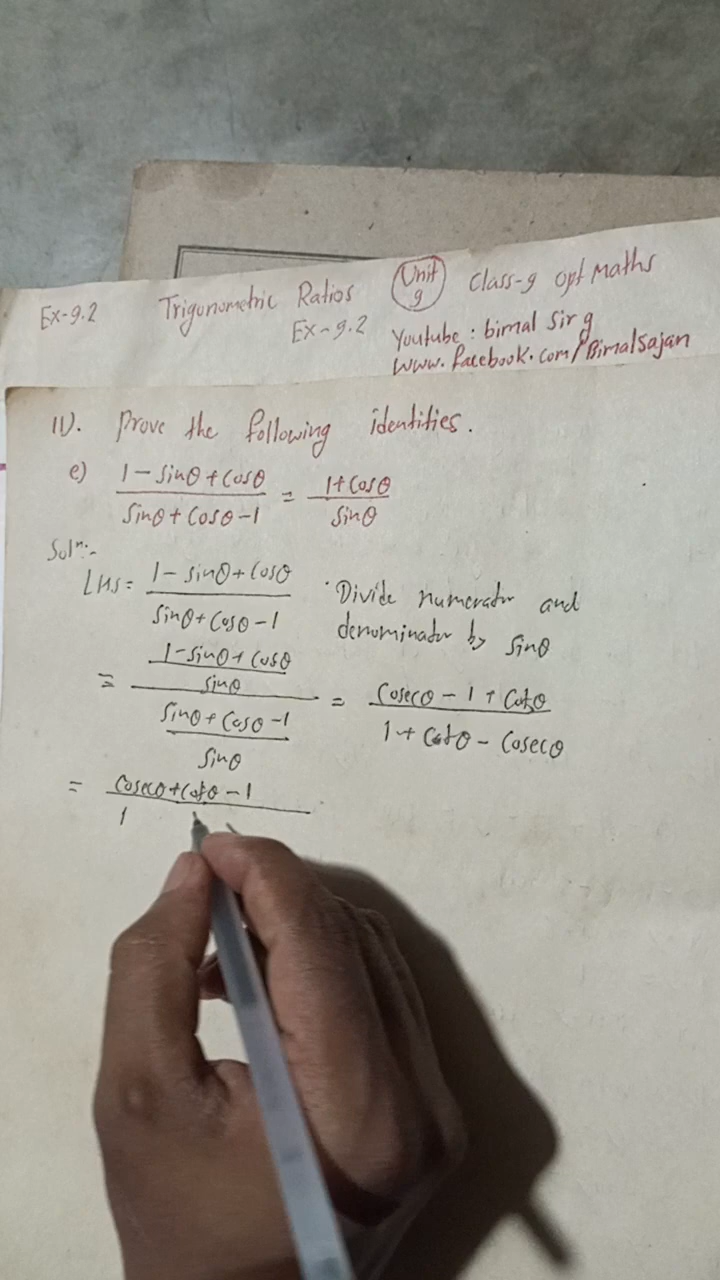 Ex-9.2 Trigonometric Ratios Unit 9 Class-9 opt Maths
Ex-9.2 Youtube : bimal Sir g
www.facebook.com/Bimalsajan
IV). Prove the following identities.
e) (1 - sinθ + cosθ)/(sinθ + cosθ - 1) = (1 + cosθ)/(sinθ)
Solⁿ:-
LHS = (1 - sinθ + cosθ)/(sinθ + cosθ - 1) Divide numerator and
denominator by sinθ
= ((1 - sinθ + cosθ)/(sinθ))/((sinθ + cosθ - 1)/(sinθ)) = (cosecθ - 1 + cotθ)/(1 + cotθ - cosecθ)
= (cosecθ + cotθ - 1)/(1